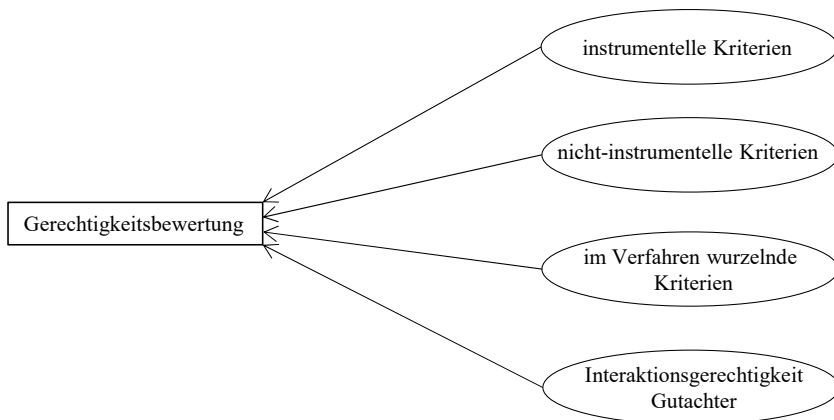 instrumentelle Kriterien
nicht-instrumentelle Kriterien
Gerechtigkeitsbewertung
im Verfahren wurzelnde
Kriterien
Interaktionsgerechtigkeit
Gutachter